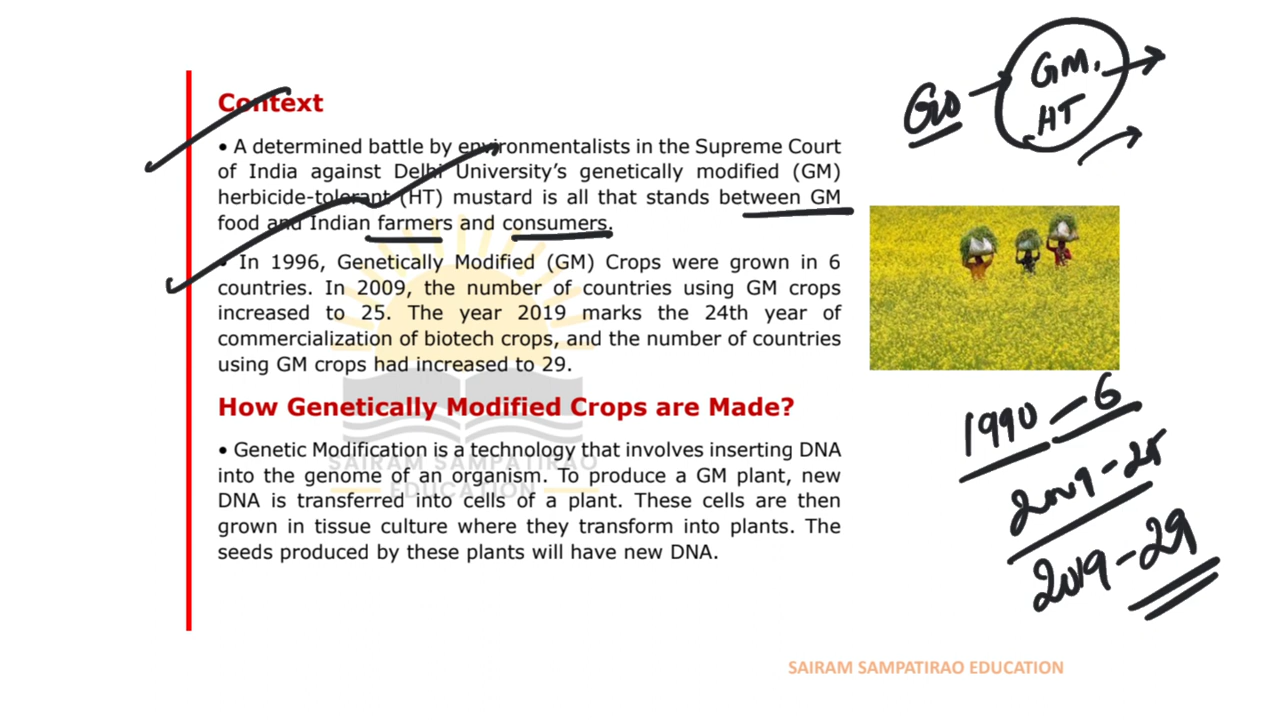 Context
• A determined battle by environmentalists in the Supreme Court
of India against Delhi University's genetically modified (GM)
herbicide-tolerant (HT) mustard is all that stands between GM
food and Indian farmers and consumers.
• In 1996, Genetically Modified (GM) Crops were grown in 6
countries. In 2009, the number of countries using GM crops
increased to 25. The year 2019 marks the 24th year of
commercialization of biotech crops, and the number of countries
using GM crops had increased to 29.
How Genetically Modified Crops are Made?
• Genetic Modification is a technology that involves inserting DNA
into the genome of an organism. To produce a GM plant, new
DNA is transferred into cells of a plant. These cells are then
grown in tissue culture where they transform into plants. The
seeds produced by these plants will have new DNA.
SAIRAM SAMPATIRAO
EDUCATION
GM.
HT
1990 - 6
2009 - 25
2019 - 29
SAIRAM SAMPATIRAO EDUCATION